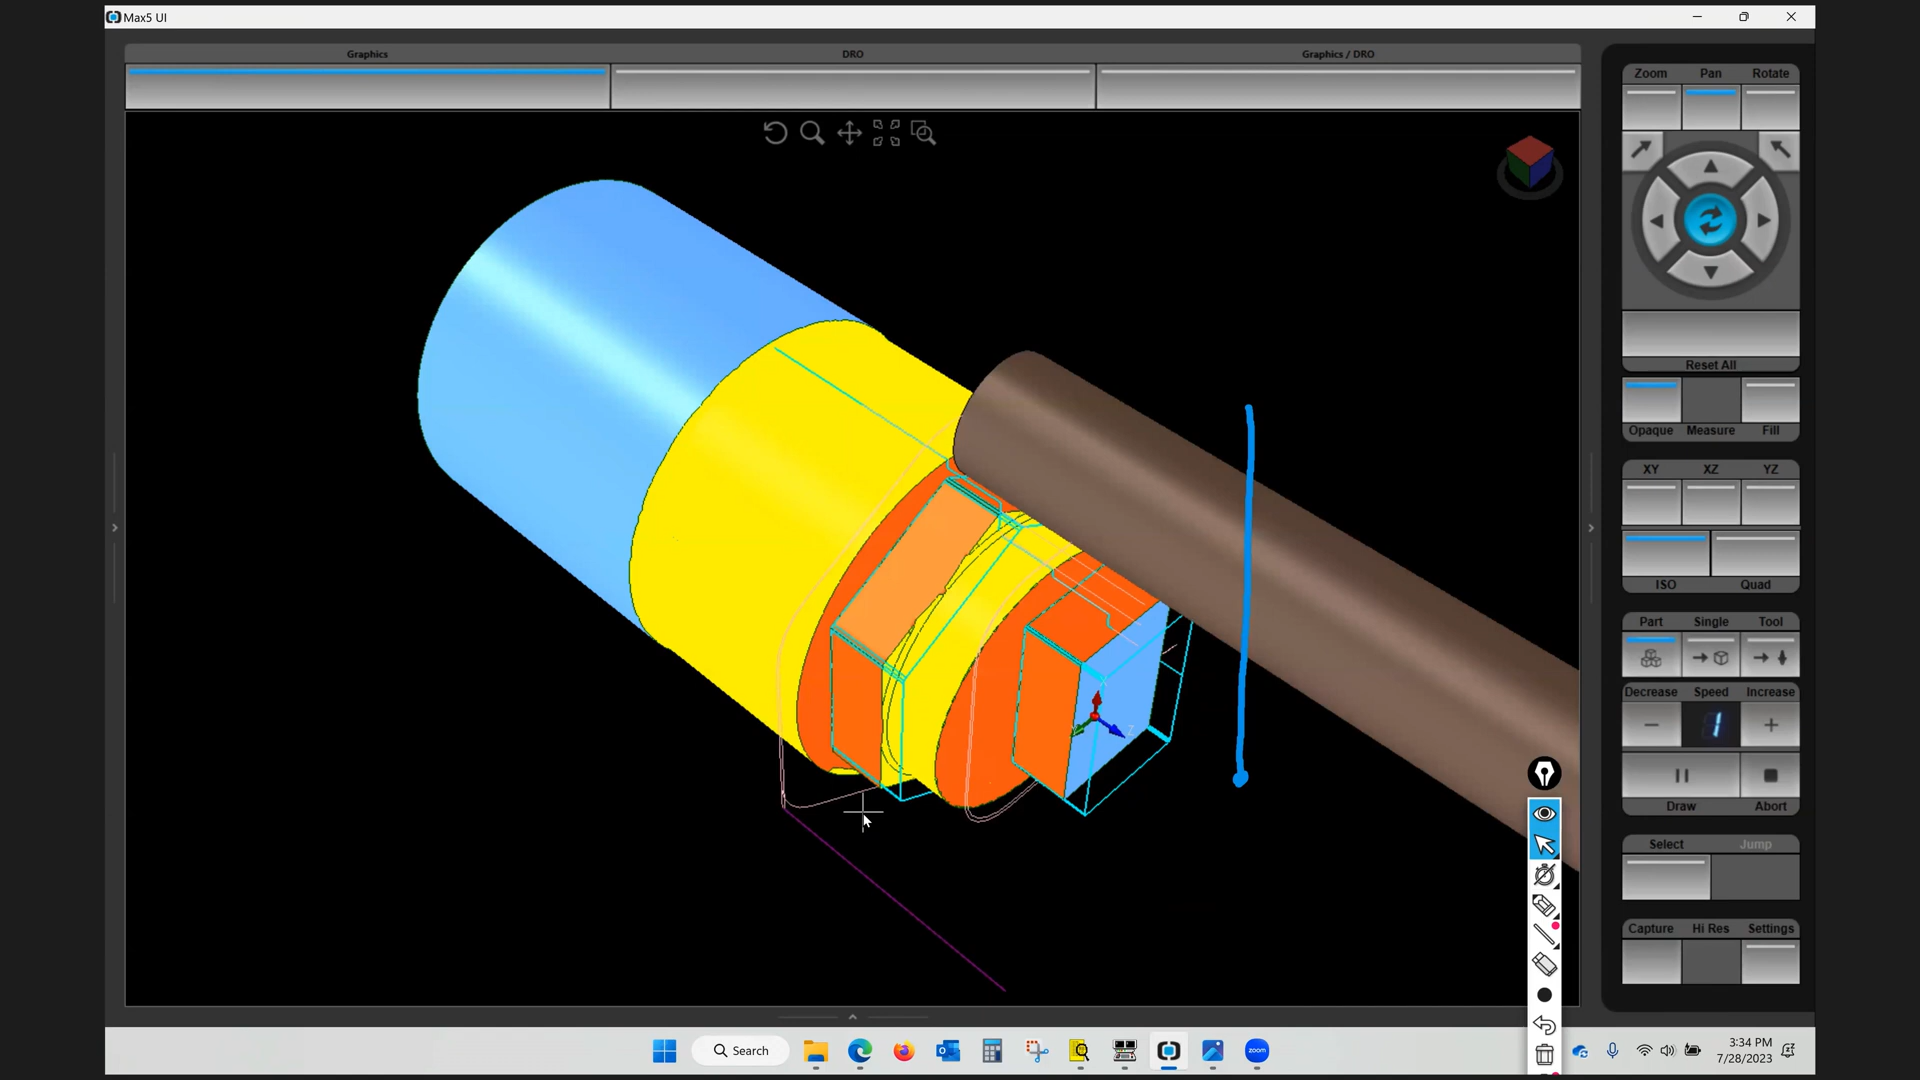 Max5 UI
Graphics
DRO
Graphics / DRO
Zoom Pan Rotate
Reset All
Opaque Measure Fill
XY XZ YZ
ISO Quad
Part Single Tool
Decrease Speed Increase
1
Draw Abort
Select Jump
Capture Hi Res Settings
Z
Search
zoom
3:34 PM
7/28/2023